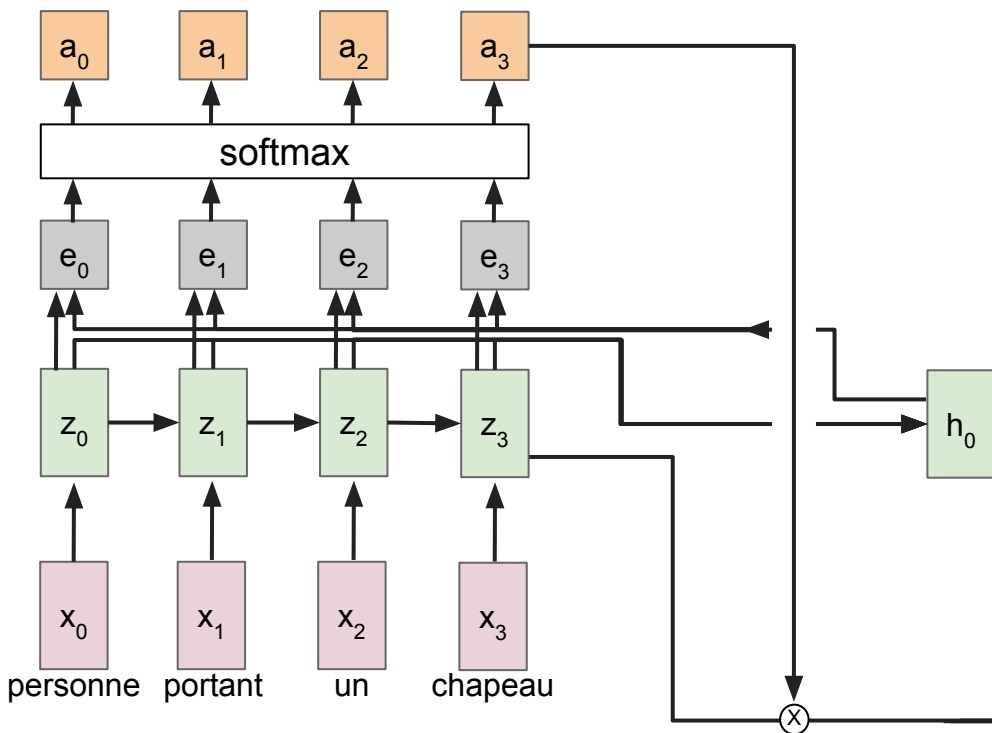 a₀ a₁ a₂ a₃
softmax
e₀ e₁ e₂ e₃
z₀ z₁ z₂ z₃ h₀
x₀ x₁ x₂ x₃
personne portant un chapeau
X